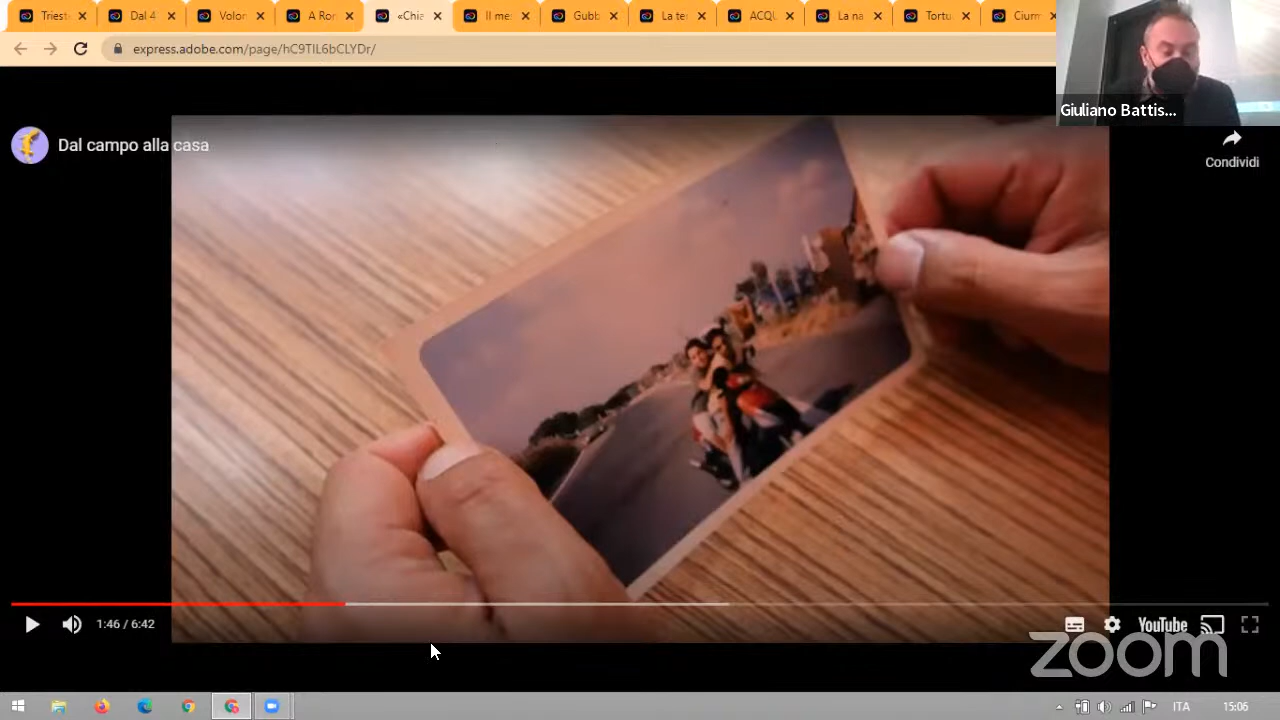 Triest
Dal 4
Volor
A Ror
«Chie
Il me
Gubb
La te
ACQU
La na
Tortu
Ciurr
express.adobe.com/page/hC9TIL6bCLYDr/
Giuliano Battis...
Dal campo alla casa
Condividi
1:46 / 6:42
YouTube
zoom
ITA
15:06